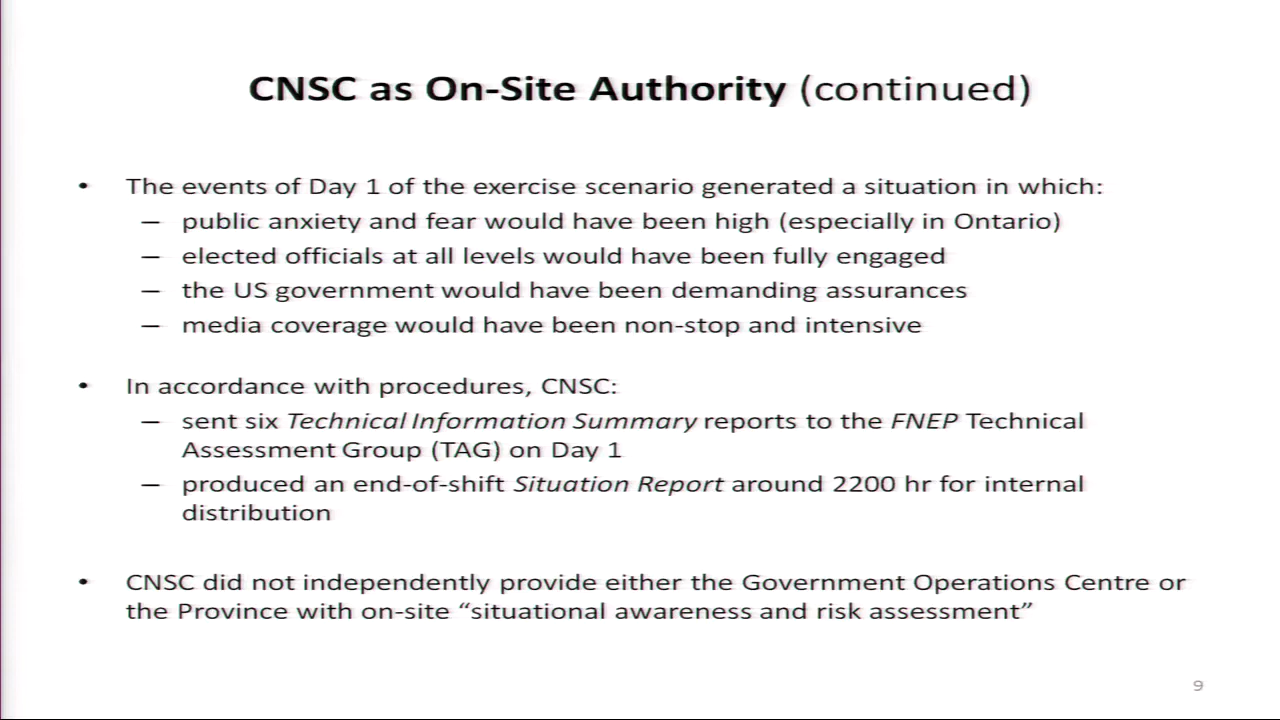 CNSC as On-Site Authority (continued)
• The events of Day 1 of the exercise scenario generated a situation in which:
– public anxiety and fear would have been high (especially in Ontario)
– elected officials at all levels would have been fully engaged
– the US government would have been demanding assurances
– media coverage would have been non-stop and intensive
• In accordance with procedures, CNSC:
– sent six Technical Information Summary reports to the FNEP Technical
Assessment Group (TAG) on Day 1
– produced an end-of-shift Situation Report around 2200 hr for internal
distribution
• CNSC did not independently provide either the Government Operations Centre or
the Province with on-site “situational awareness and risk assessment”
9